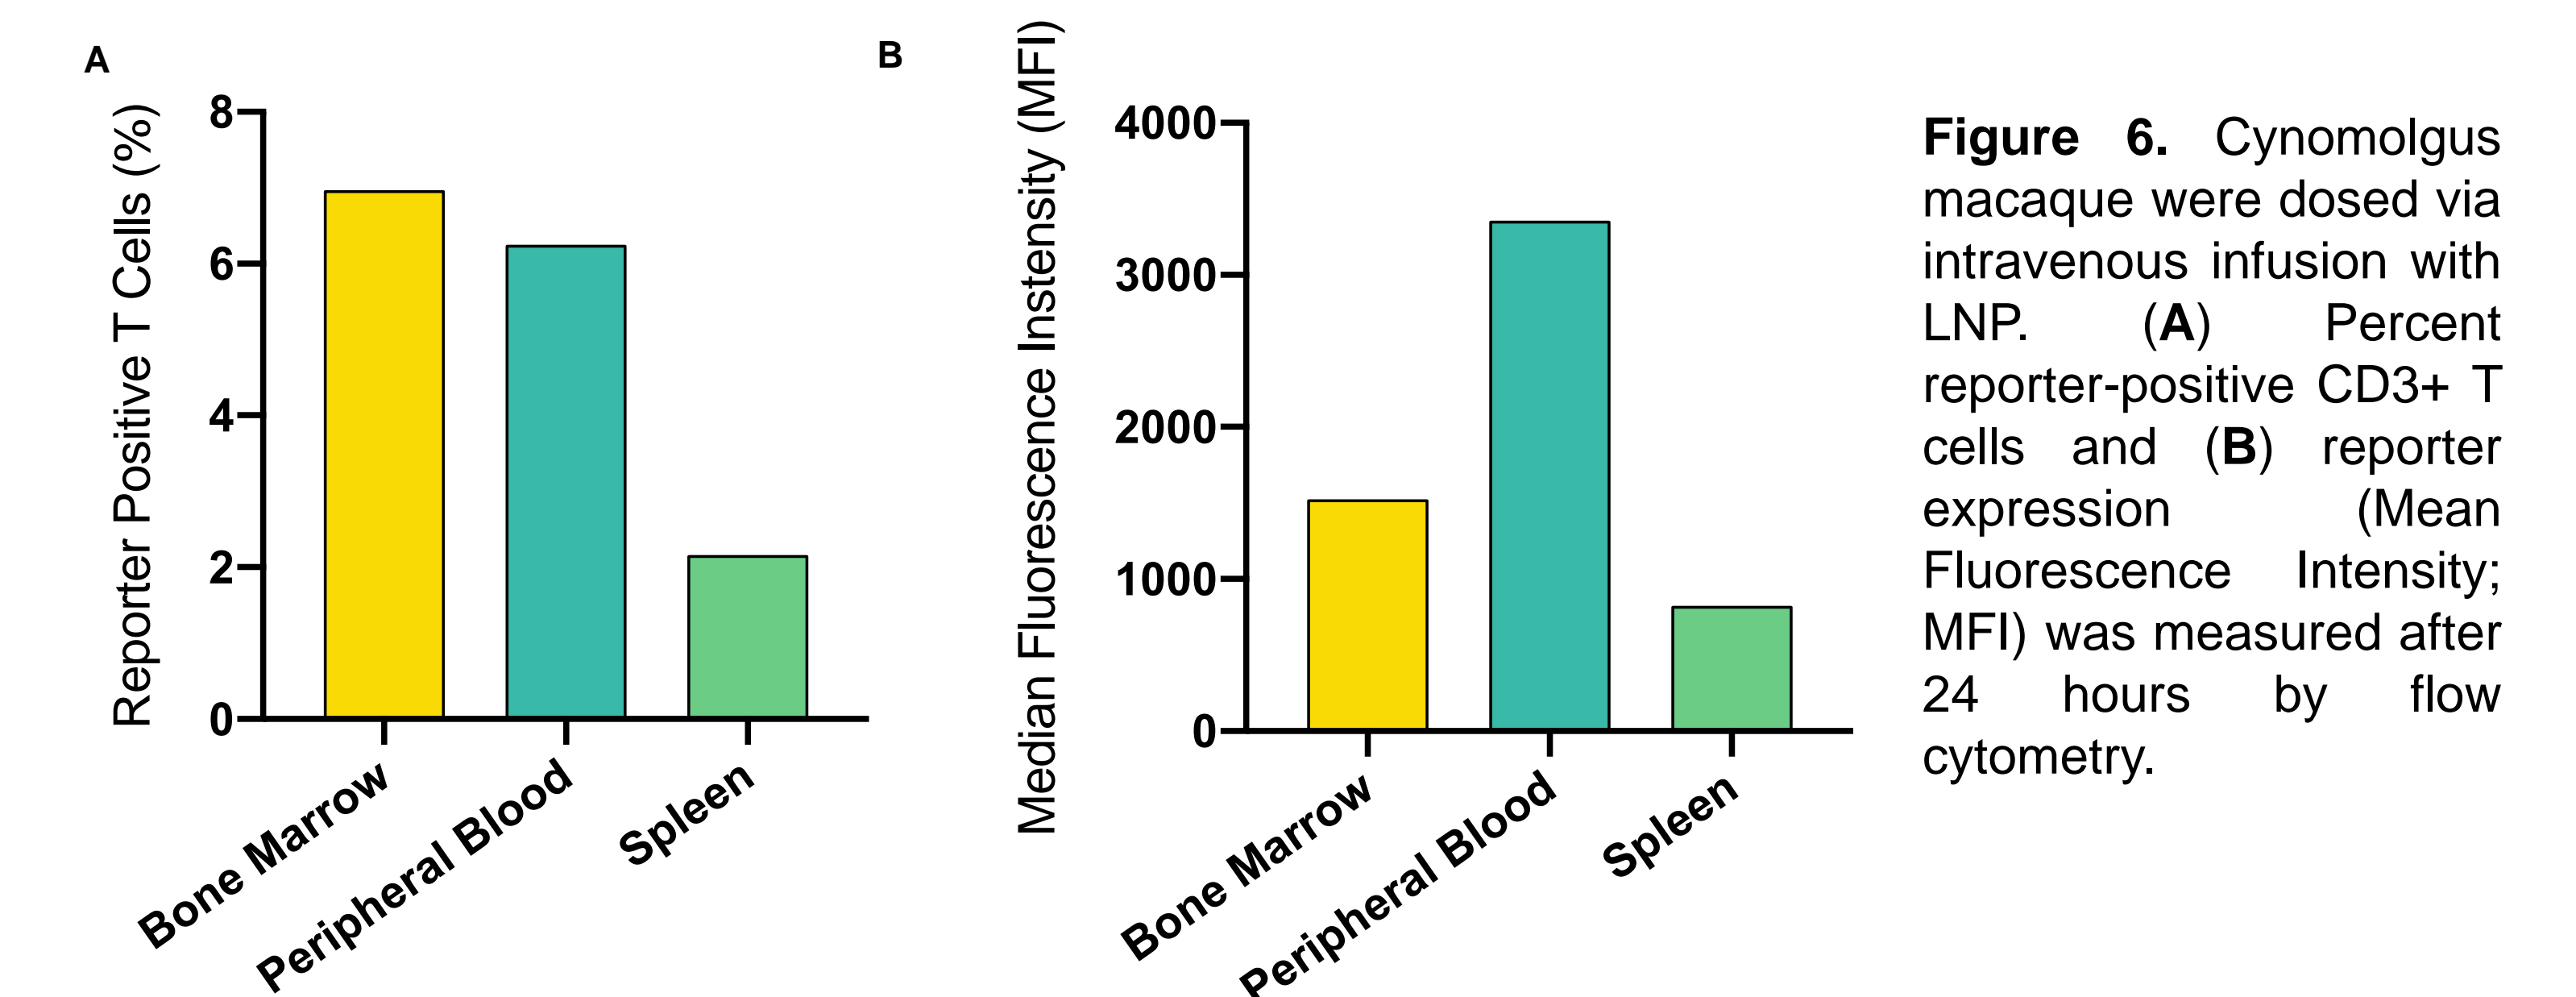 A
Reporter Positive T Cells (%)
8
6
4
2
0
Bone Marrow
Peripheral Blood
Spleen
B
Median Fluorescence Instensity (MFI)
4000
3000
2000
1000
0
Bone Marrow
Peripheral Blood
Spleen
Figure 6. Cynomolgus
macaque were dosed via
intravenous infusion with
LNP. (A) Percent
reporter-positive CD3+ T
cells and (B) reporter
expression (Mean
Fluorescence Intensity;
MFI) was measured after
24 hours by flow
cytometry.